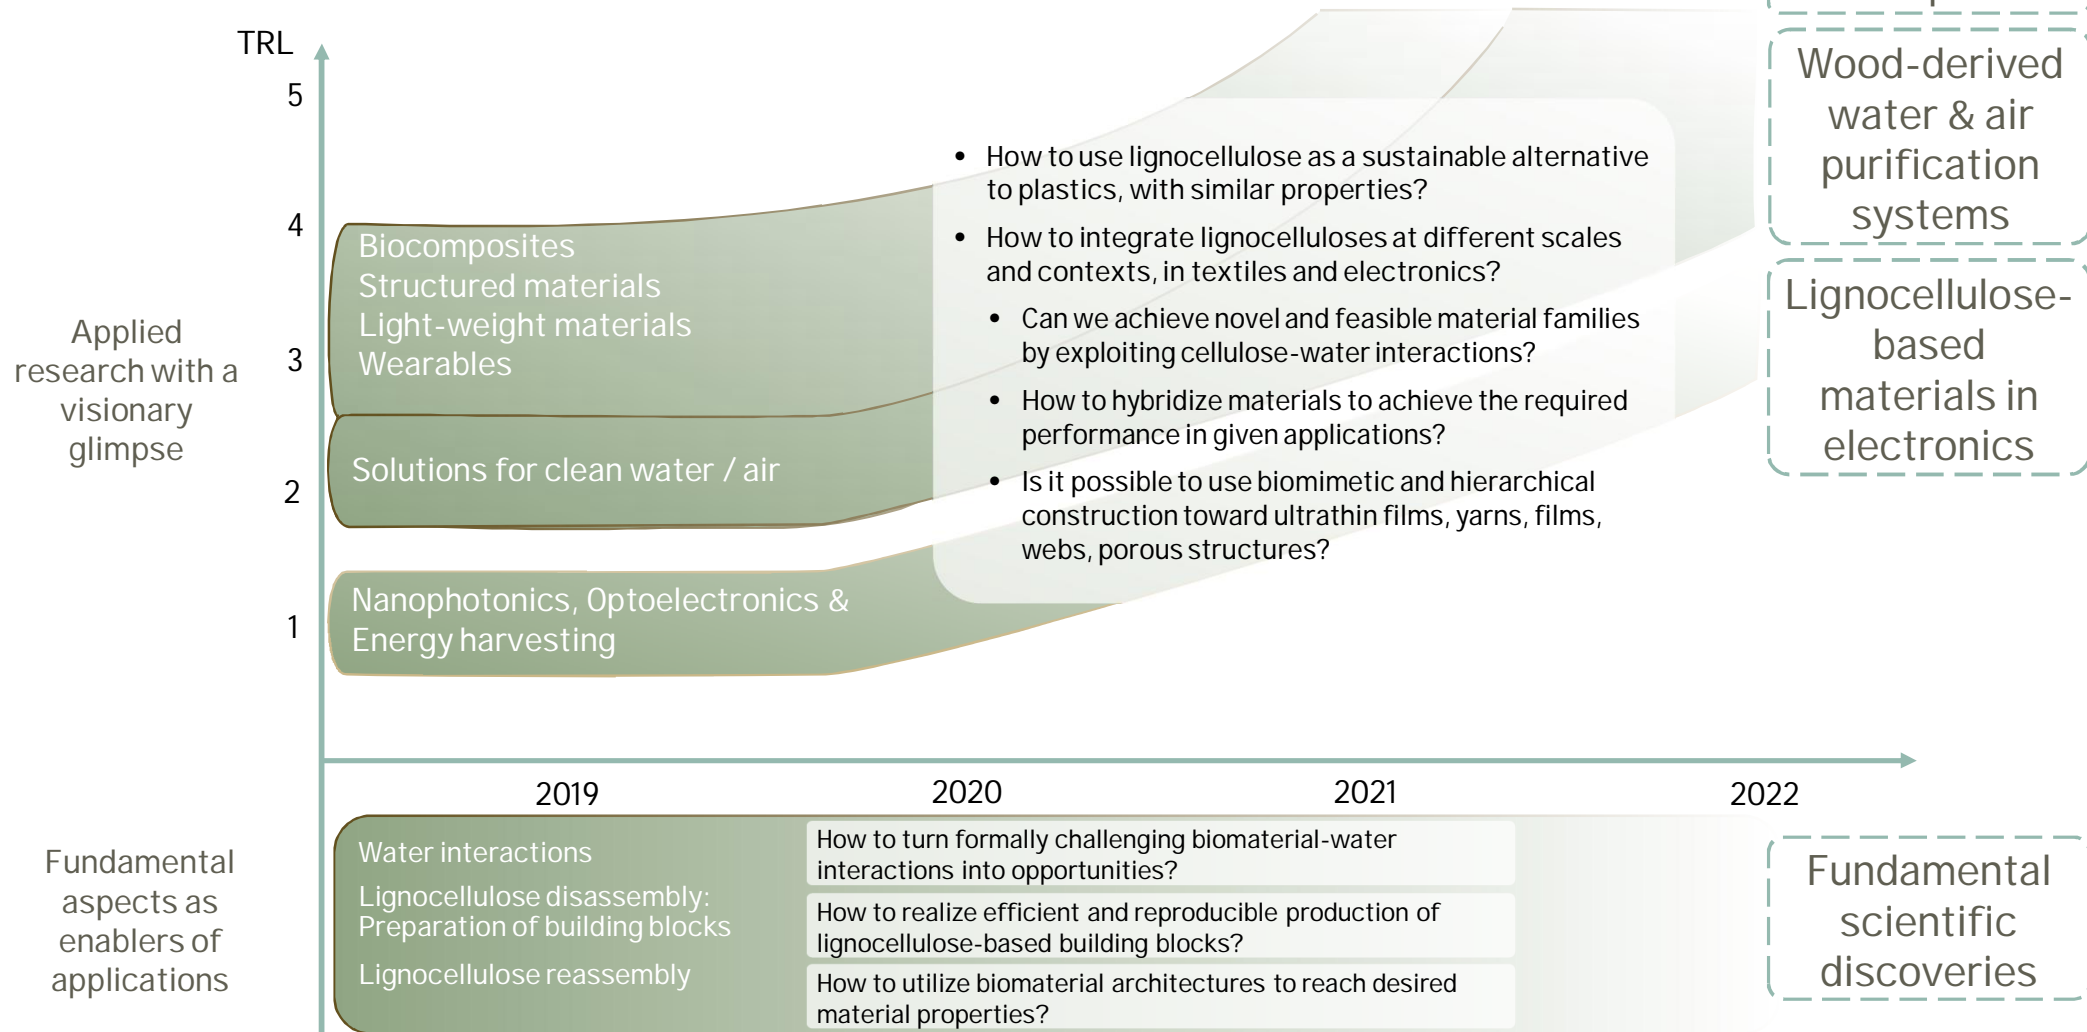 TRL
5
4
3
2
1
Applied
research with a
visionary
glimpse
Biocomposites
Structured materials
Light-weight materials
Wearables
Solutions for clean water / air
Nanophotonics, Optoelectronics &
Energy harvesting
• How to use lignocellulose as a sustainable alternative
to plastics, with similar properties?
• How to integrate lignocelluloses at different scales
and contexts, in textiles and electronics?
• Can we achieve novel and feasible material families
by exploiting cellulose-water interactions?
• How to hybridize materials to achieve the required
performance in given applications?
• Is it possible to use biomimetic and hierarchical
construction toward ultrathin films, yarns, films,
webs, porous structures?
Wood-derived
water & air
purification
systems
Lignocellulose-
based
materials in
electronics
2019
2020
2021
2022
Fundamental
aspects as
enablers of
applications
Water interactions
Lignocellulose disassembly:
Preparation of building blocks
Lignocellulose reassembly
How to turn formally challenging biomaterial-water
interactions into opportunities?
How to realize efficient and reproducible production of
lignocellulose-based building blocks?
How to utilize biomaterial architectures to reach desired
material properties?
Fundamental
scientific
discoveries